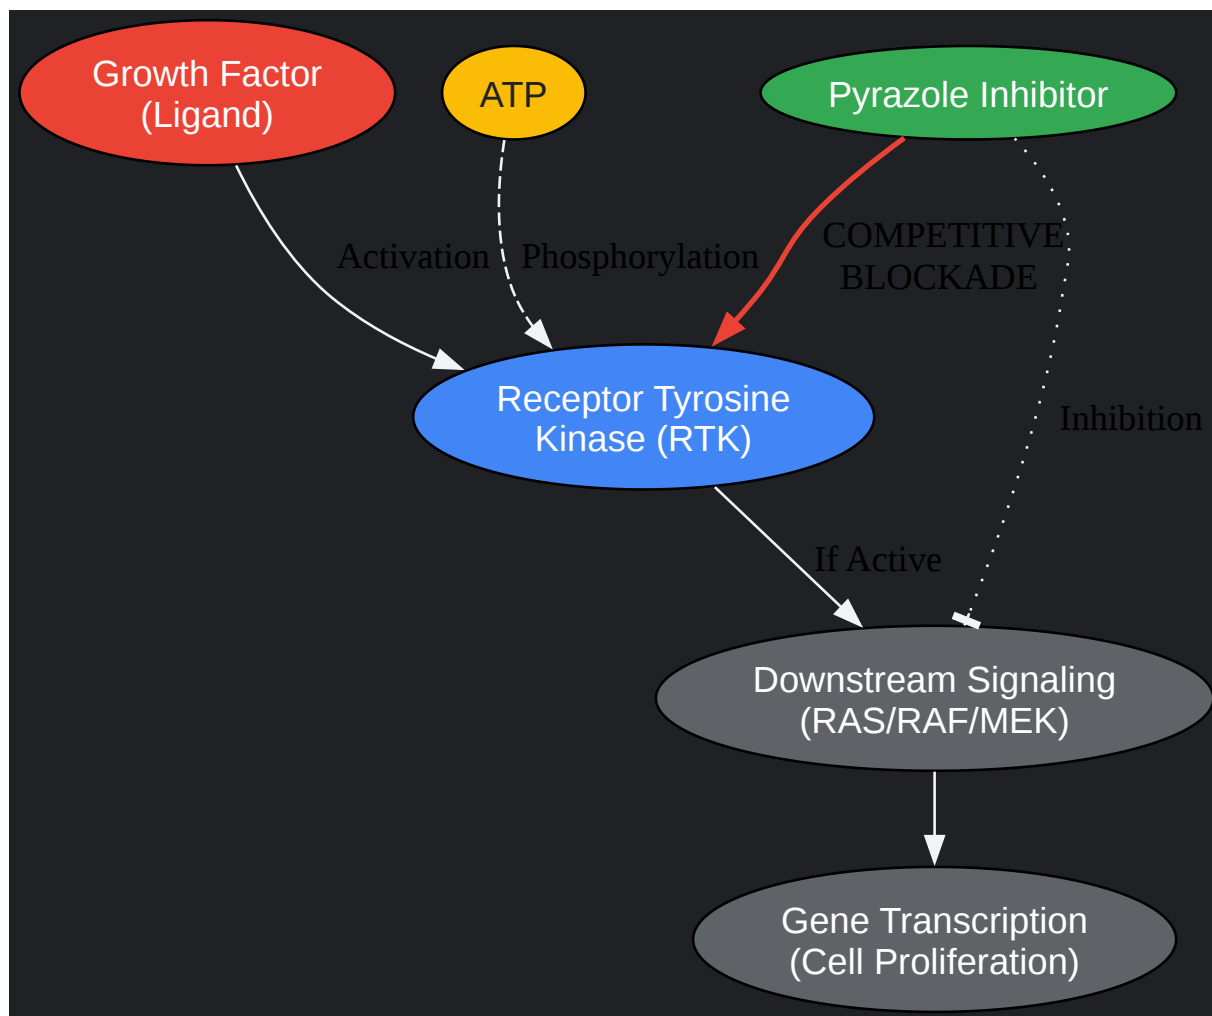 Growth Factor
(Ligand)
ATP
Pyrazole Inhibitor
Activation
Phosphorylation
COMPETITIVE
BLOCKADE
Receptor Tyrosine
Kinase (RTK)
Inhibition
If Active
Downstream Signaling
(RAS/RAF/MEK)
Gene Transcription
(Cell Proliferation)